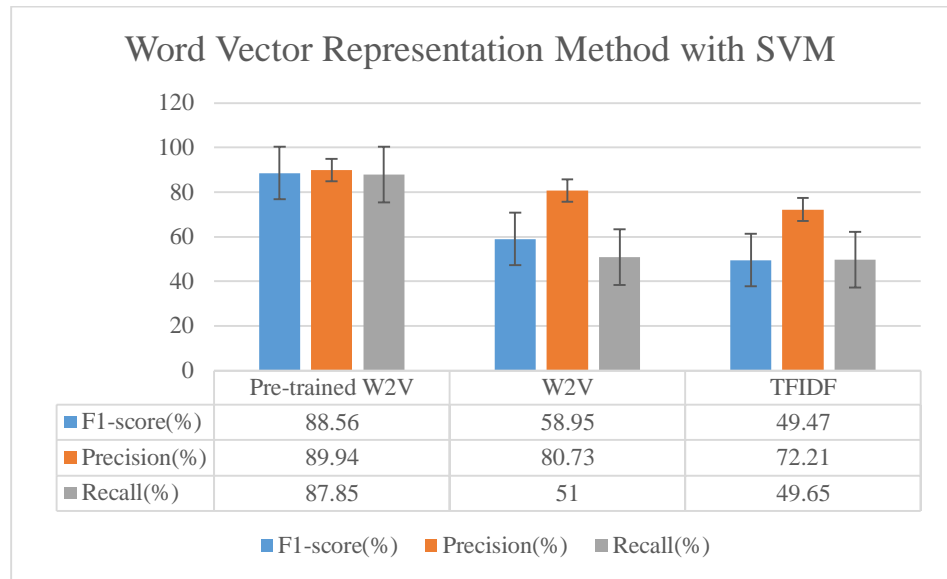 Word Vector Representation Method with SVM
120
100
80
60
40
20
0
Pre-trained W2V W2V TFIDF
F1-score(%) 88.56 58.95 49.47
Precision(%) 89.94 80.73 72.21
Recall(%) 87.85 51 49.65
F1-score(%) Precision(%) Recall(%)